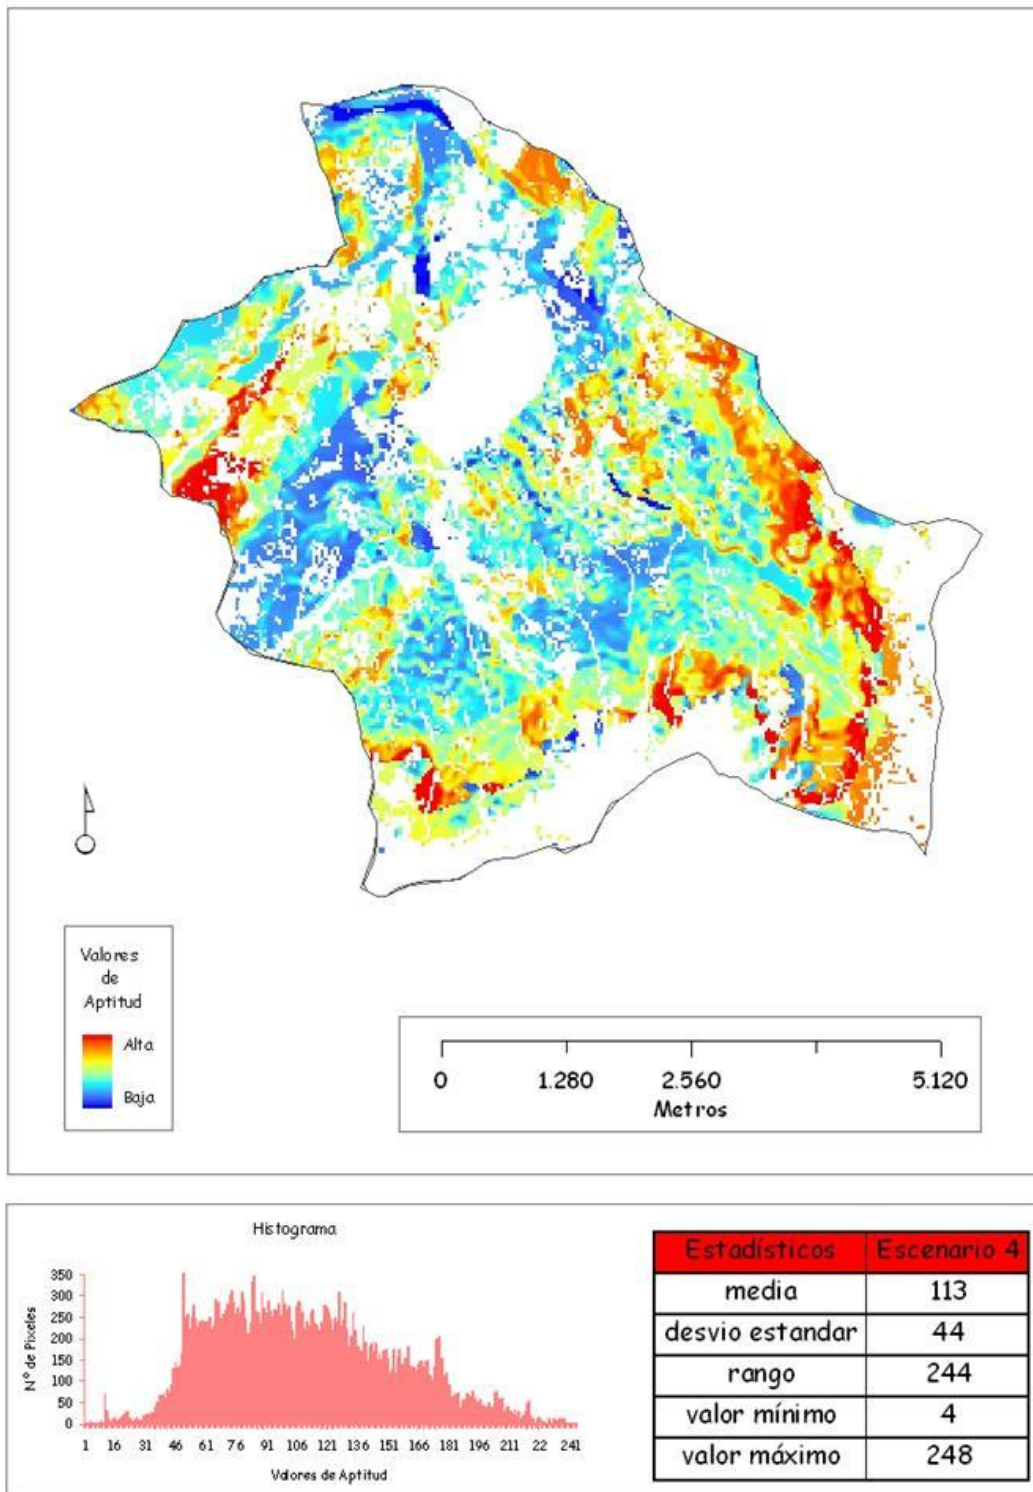 Valores
de
Aptitud
Alta
Baja
0 1.280 2.560 5.120
Metros
Histograma
Nº de Pixeles
350
300
250
200
150
100
50
0
1 16 31 46 61 76 91 106 121 136 151 166 181 196 211 22 241
Valores de Aptitud
Estadísticos Escenario 4
media 113
desvio estandar 44
rango 244
valor mínimo 4
valor máximo 248